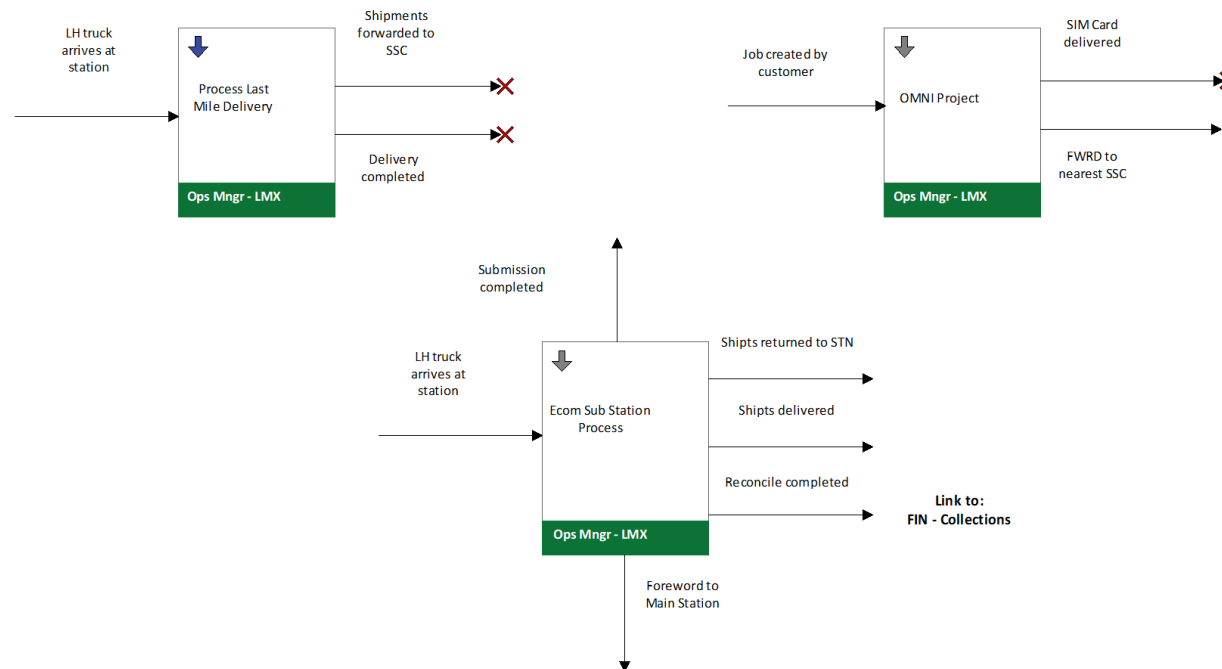 LH truck
arrives at
station
Process Last
Mile Delivery
Ops Mngr - LMX
Shipments
forwarded to
SSC
Delivery
completed
Job created by
customer
OMNI Project
Ops Mngr - LMX
SIM Card
delivered
FWRD to
nearest SSC
Submission
completed
LH truck
arrives at
station
Ecom Sub Station
Process
Ops Mngr - LMX
Shipts returned to STN
Shipts delivered
Reconcile completed
Link to:
FIN - Collections
Foreword to
Main Station